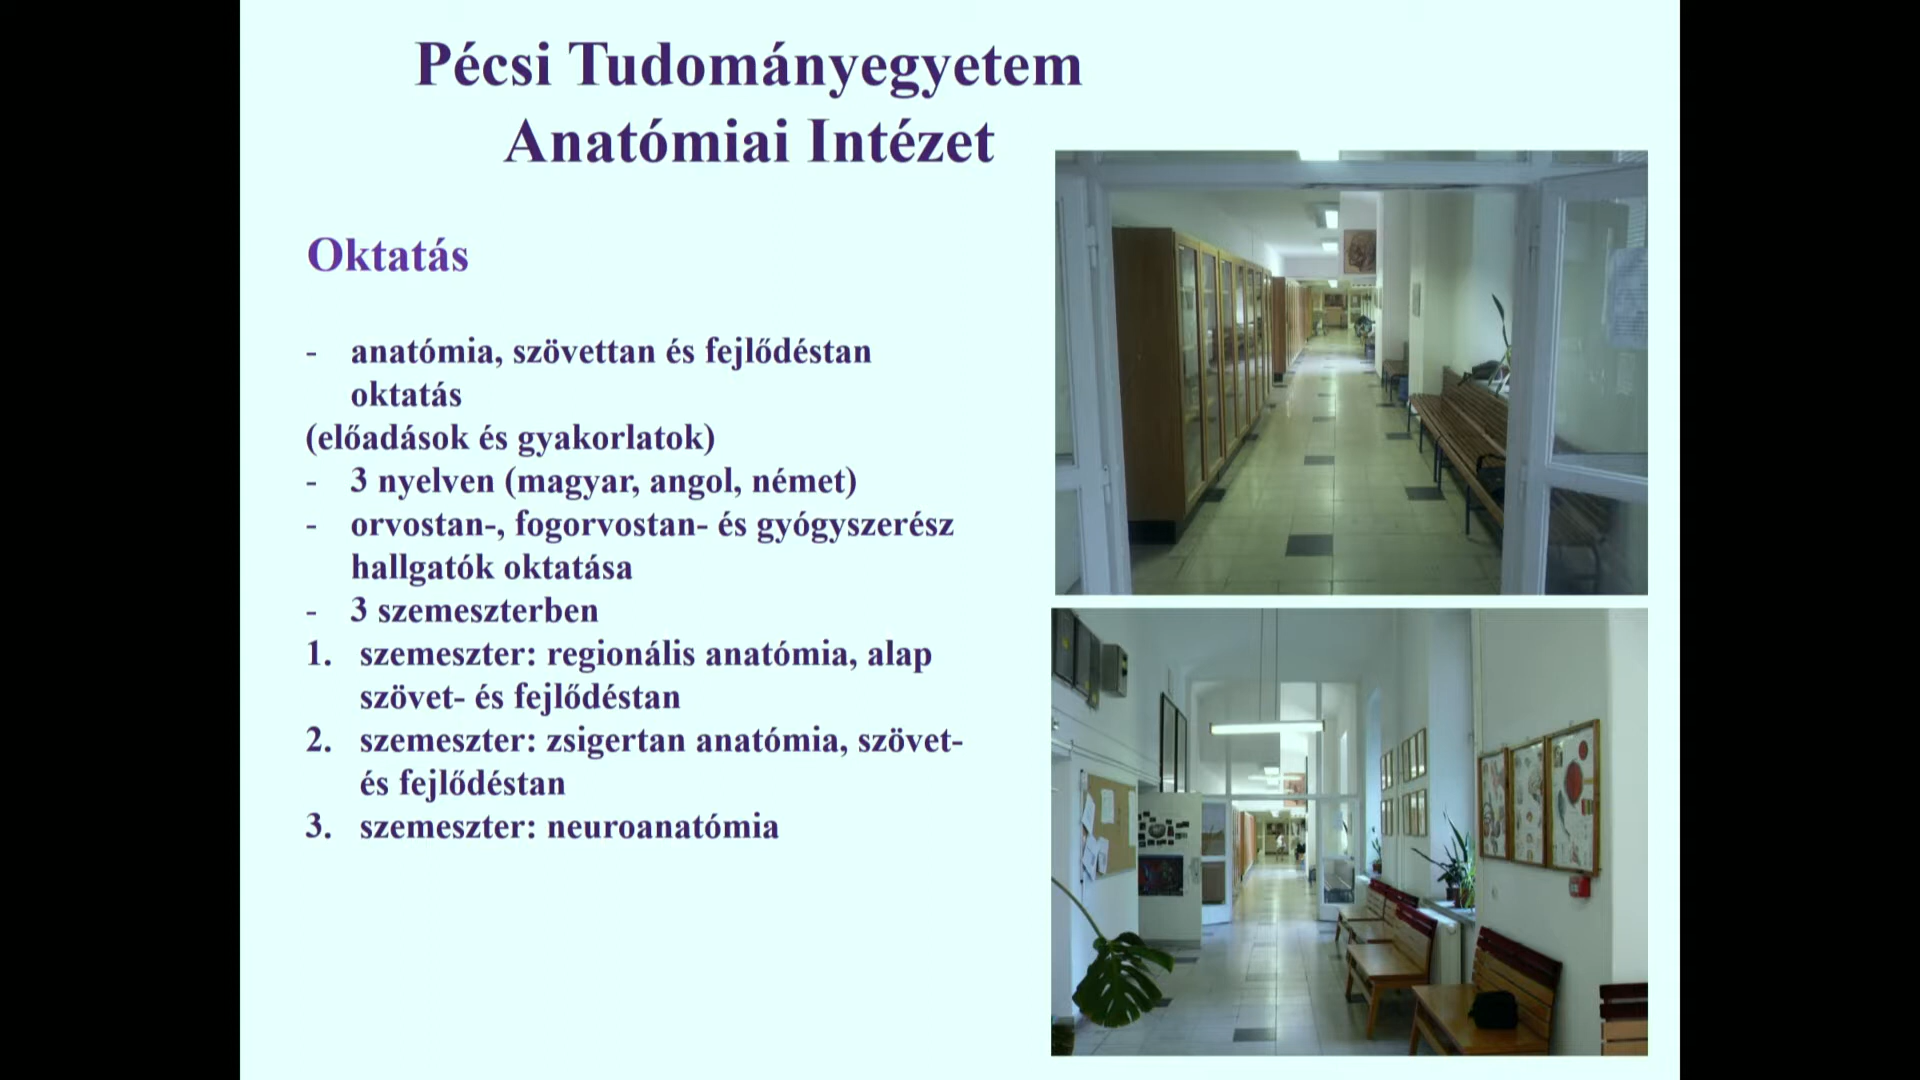 Pécsi Tudományegyetem
Anatómiai Intézet
Oktatás
- anatómia, szövettan és fejlődéstan
oktatás
(előadások és gyakorlatok)
- 3 nyelven (magyar, angol, német)
- orvostan-, fogorvostan- és gyógyszerész
hallgatók oktatása
- 3 szemeszterben
1. szemeszter: regionális anatómia, alap
szövet- és fejlődéstan
2. szemeszter: zsigertan anatómia, szövet-
és fejlődéstan
3. szemeszter: neuroanatómia